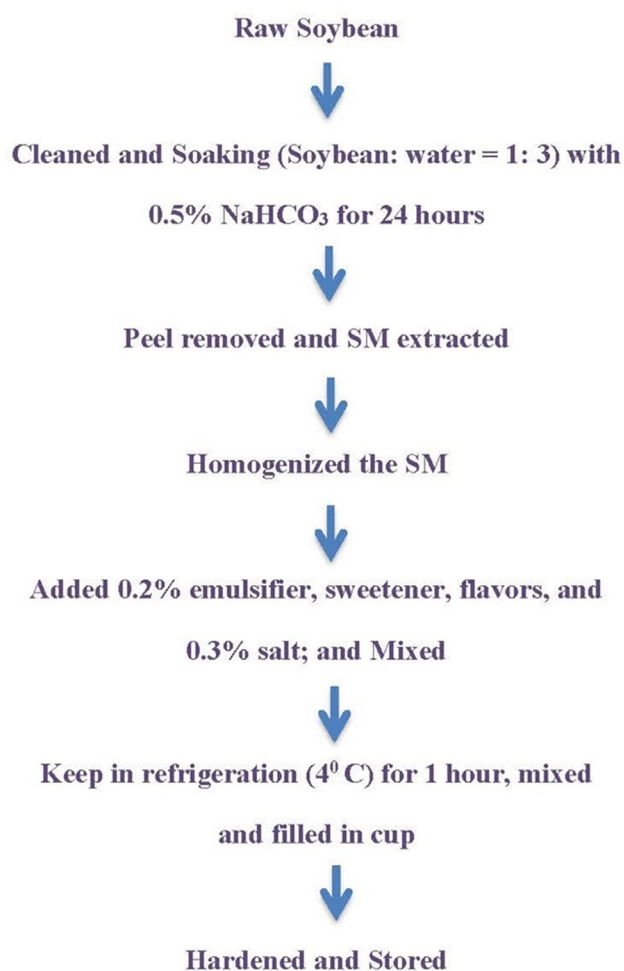 Raw Soybean
Cleaned and Soaking (Soybean: water = 1: 3) with
0.5% NaHCO₃ for 24 hours
Peel removed and SM extracted
Homogenized the SM
Added 0.2% emulsifier, sweetener, flavors, and
0.3% salt; and Mixed
Keep in refrigeration (4⁰ C) for 1 hour, mixed
and filled in cup
Hardened and Stored